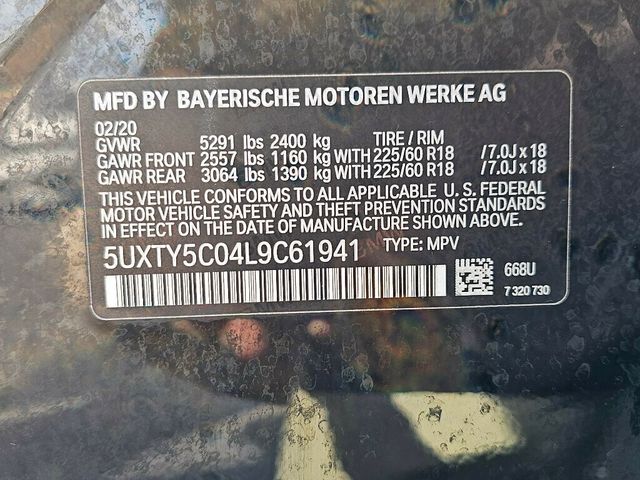 MFD BY BAYERISCHE MOTOREN WERKE AG
02/20
GVWR 5291 lbs 2400 kg TIRE / RIM
GAWR FRONT 2557 lbs 1160 kg WITH 225/60 R18 /7.0J x 18
GAWR REAR 3064 lbs 1390 kg WITH 225/60 R18 /7.0J x 18
THIS VEHICLE CONFORMS TO ALL APPLICABLE U. S. FEDERAL
MOTOR VEHICLE SAFETY AND THEFT PREVENTION STANDARDS
IN EFFECT ON THE DATE OF MANUFACTURE SHOWN ABOVE.
5UXTY5C04L9C61941 TYPE: MPV
668U
7 320 730